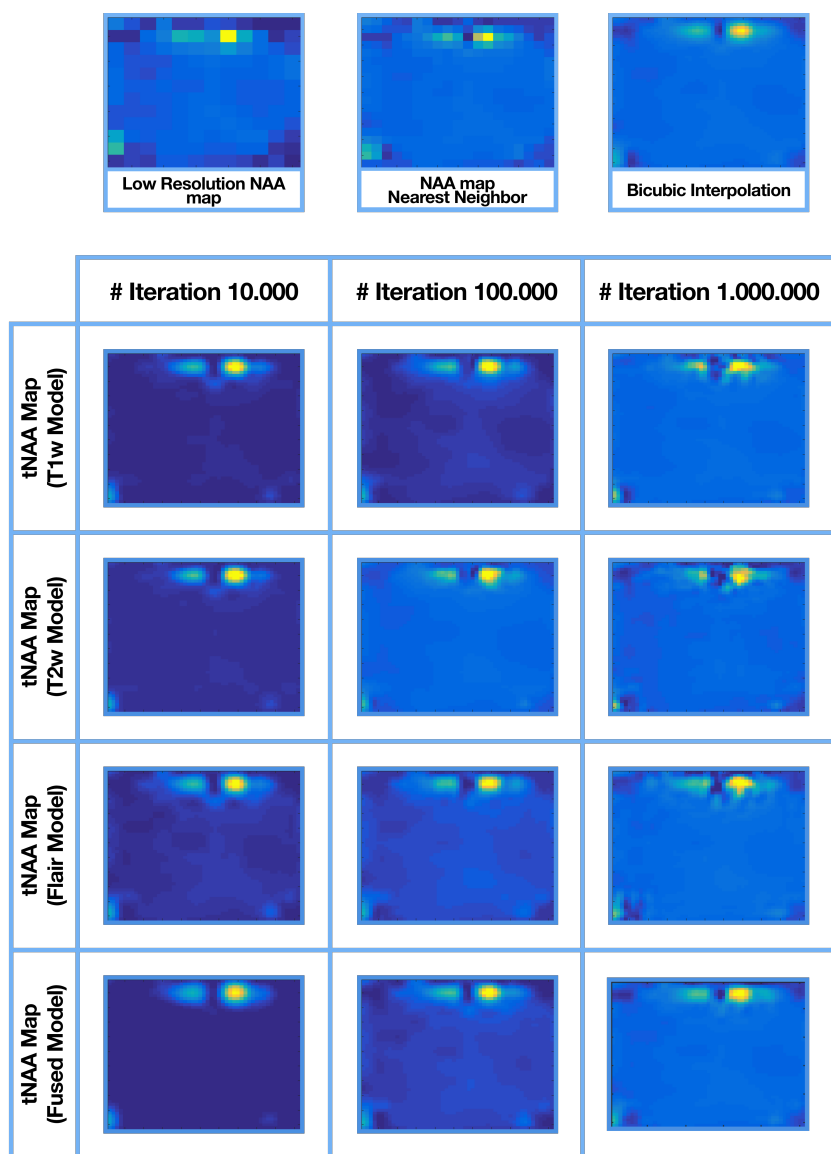 Low Resolution NAA
map
NAA map
Nearest Neighbor
Bicubic Interpolation
# Iteration 10.000
# Iteration 100.000
# Iteration 1.000.000
tNAA Map
(T1w Model)
tNAA Map
(T2w Model)
tNAA Map
(Flair Model)
tNAA Map
(Fused Model)